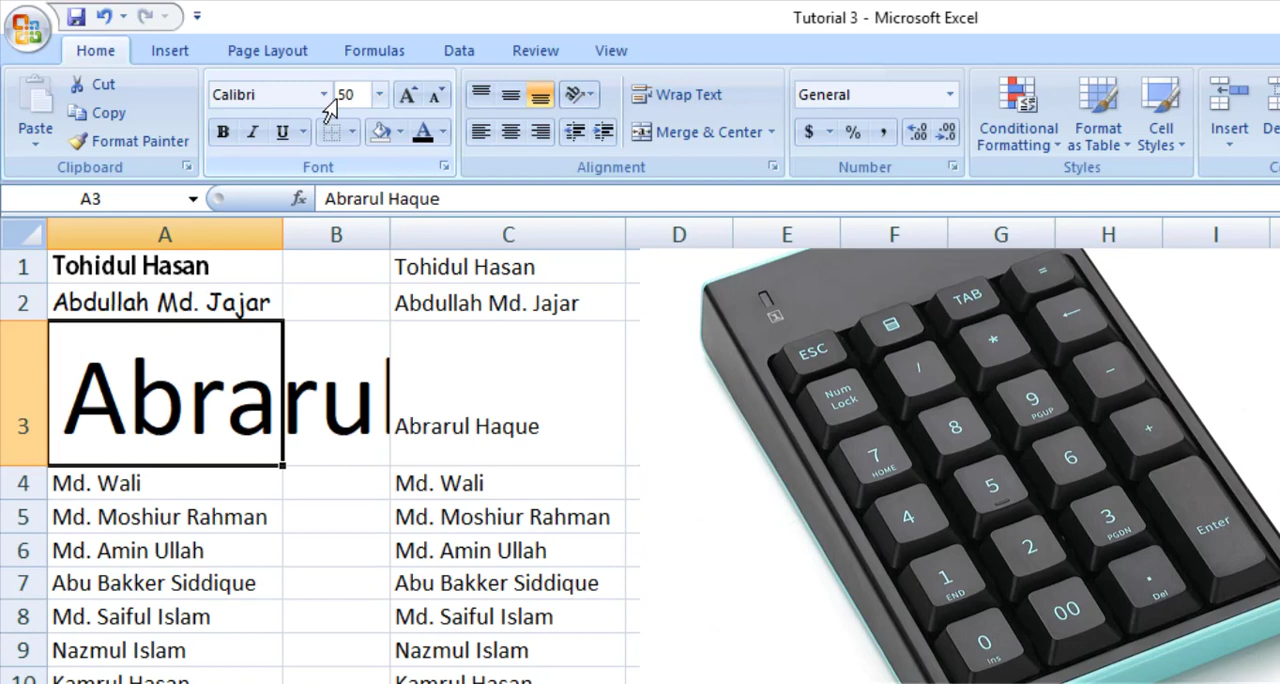 Tutorial 3 - Microsoft Excel
Home Insert Page Layout Formulas Data Review View
Paste
Cut
Copy
Format Painter
Clipboard
Calibri 50
B I U A
Font
Wrap Text
Merge & Center
Alignment
General
$ % ,
Number
Conditional Formatting
Format as Table
Cell Styles
Styles
Insert
A3 fx Abrarul Haque
A B C D E F G H I
1 Tohidul Hasan Tohidul Hasan
2 Abdullah Md. Jajar Abdullah Md. Jajar
3 Abrarul Abrarul Haque
4 Md. Wali Md. Wali
5 Md. Moshiur Rahman Md. Moshiur Rahman
6 Md. Amin Ullah Md. Amin Ullah
7 Abu Bakker Siddique Abu Bakker Siddique
8 Md. Saiful Islam Md. Saiful Islam
9 Nazmul Islam Nazmul Islam
10 Kamrul Hasan Kamrul Hasan
ESC TAB =
Num Lock / * ←
7 HOME 8 9 PGUP -
4 5 6 +
1 END 2 3 PGDN Enter
0 Ins 00 . Del